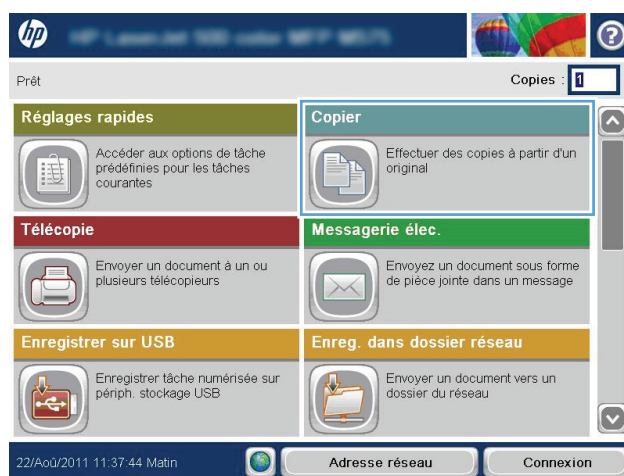 hp
?
Prêt
Copies : 1
Réglages rapides
Accéder aux options de tâche
prédéfinies pour les tâches
courantes
Copier
Effectuer des copies à partir d'un
original
Télécopie
Envoyer un document à un ou
plusieurs télécopieurs
Messagerie élec.
Envoyez un document sous forme
de pièce jointe dans un message
Enregistrer sur USB
Enregistrer tâche numérisée sur
périph. stockage USB
Enreg. dans dossier réseau
Envoyer un document vers un
dossier du réseau
22/Aoû/2011 11:37:44 Matin
Adresse réseau
Connexion